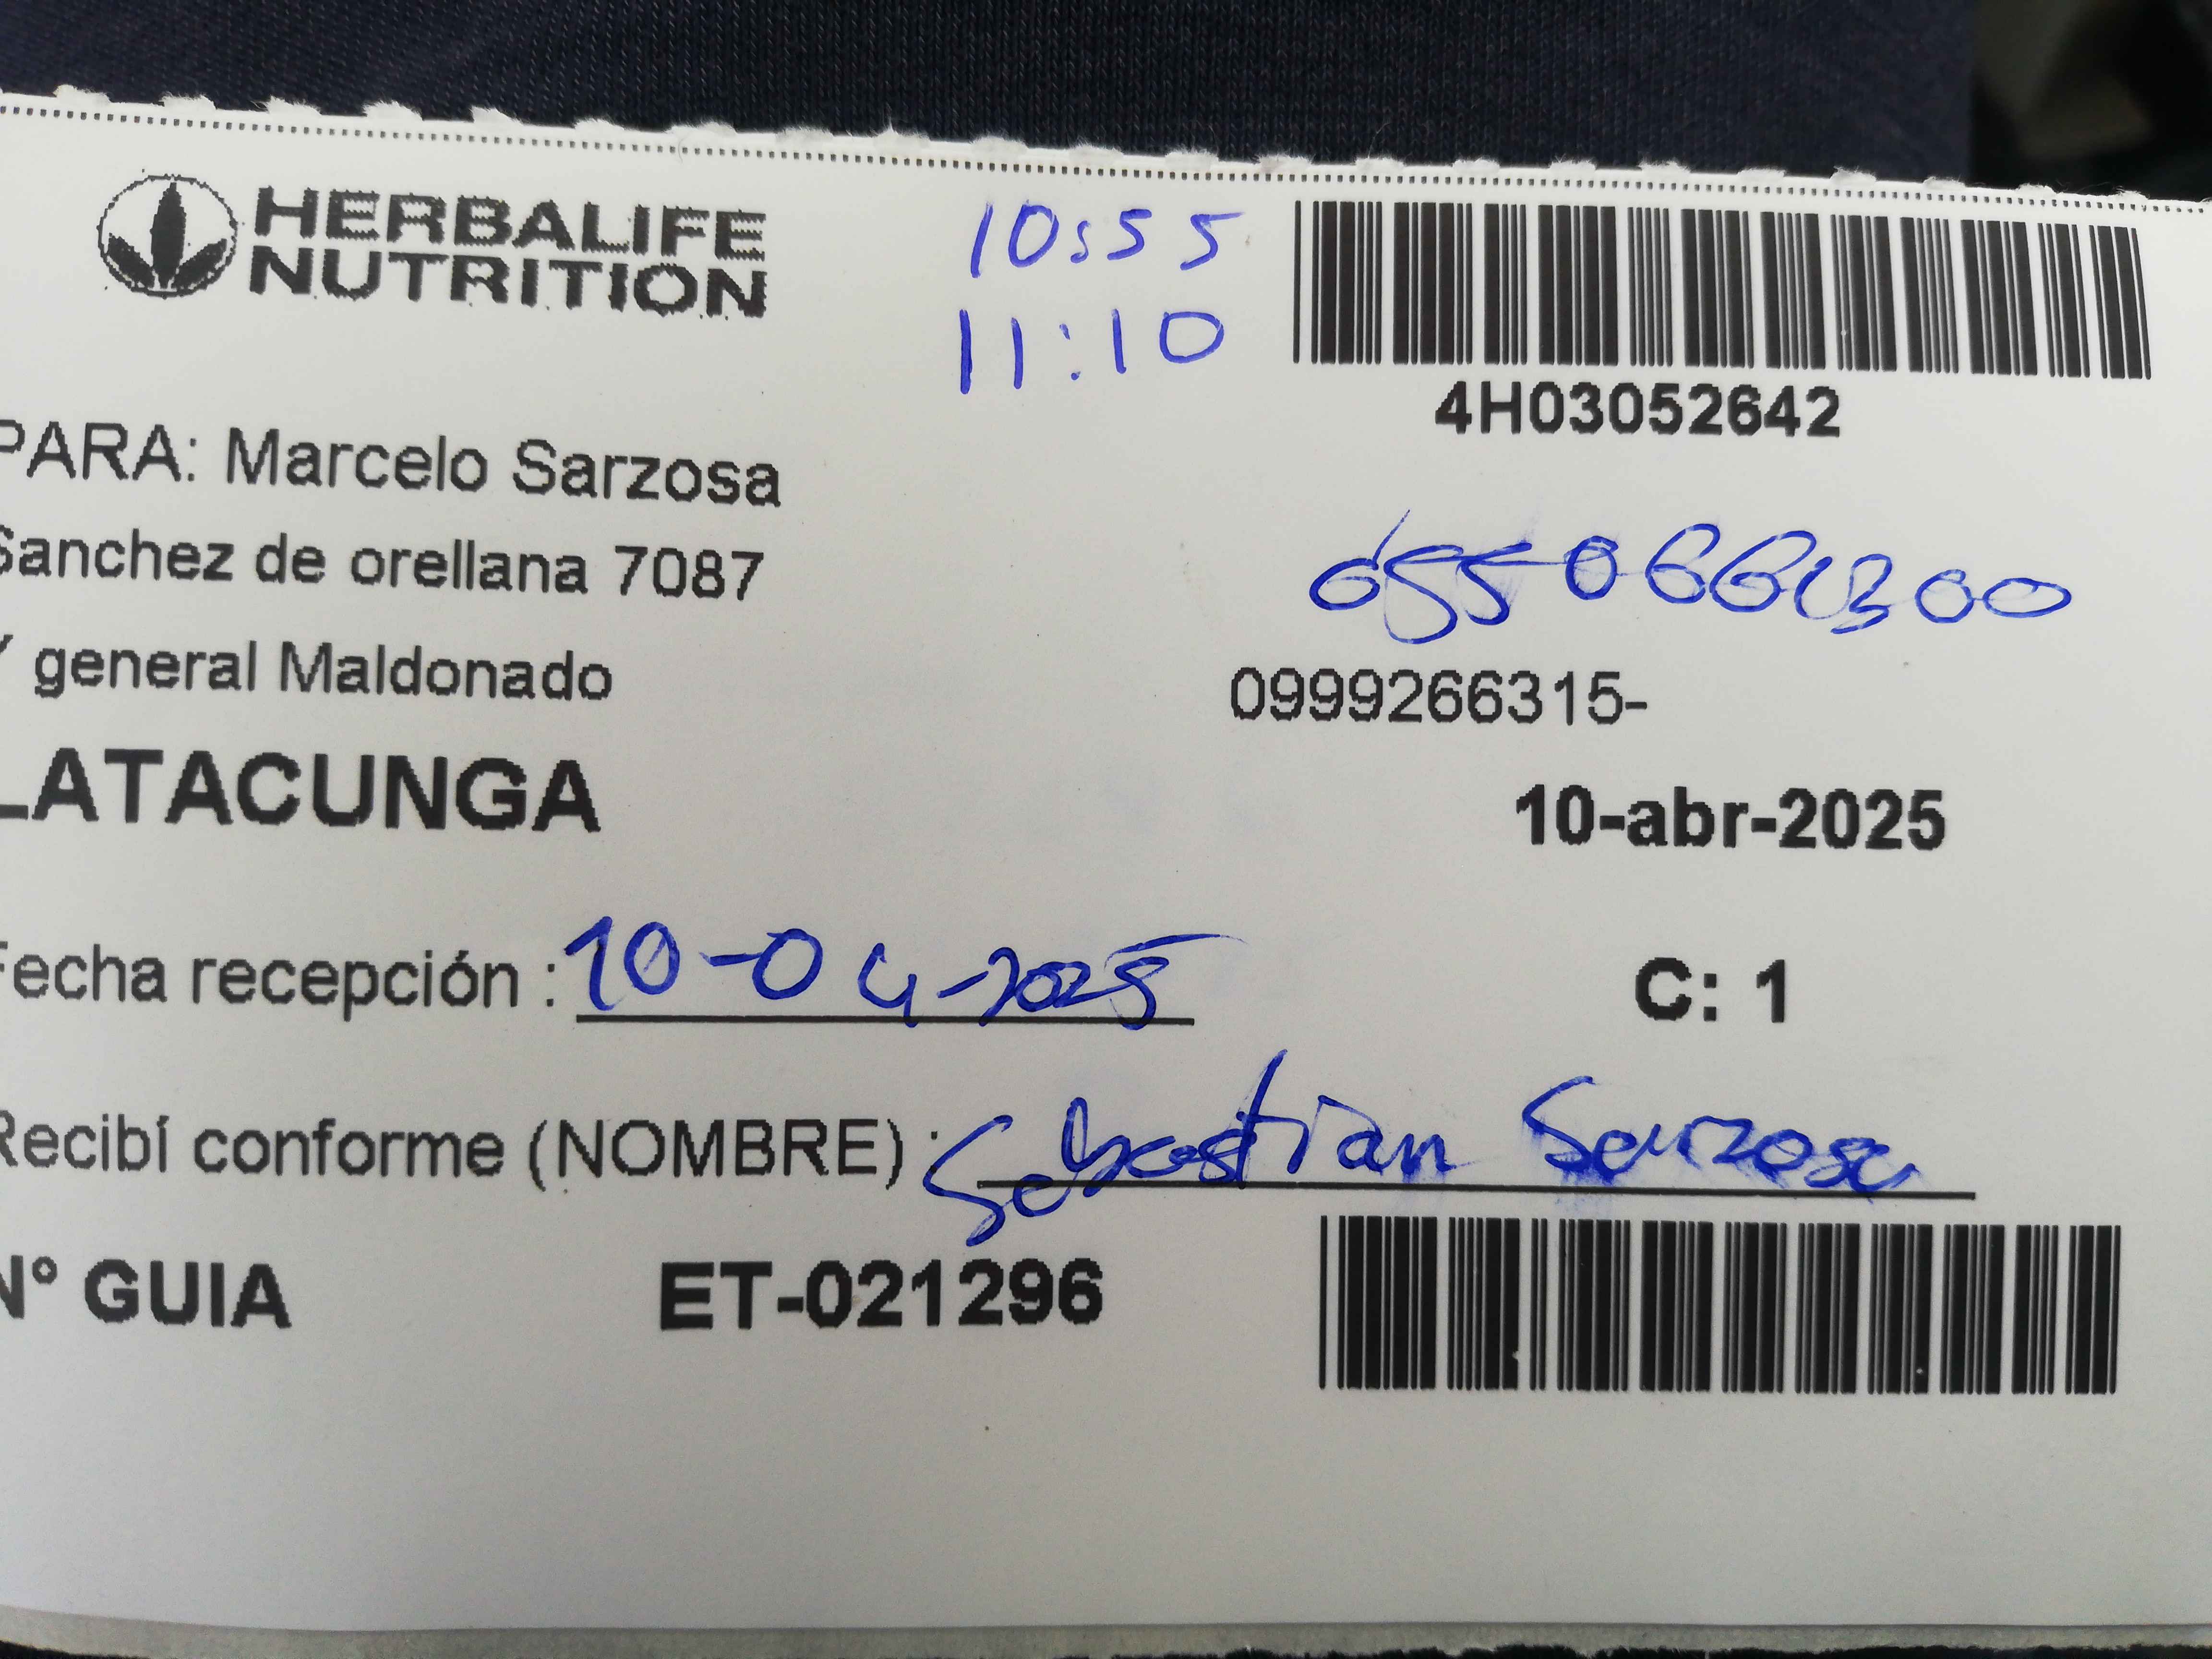 HERBALIFE
NUTRITION
10:55
11:10
4H03052642
PARA: Marcelo Sarzosa
Sanchez de orellana 7087
Y general Maldonado
0999266315-
LATACUNGA
10-abr-2025
Fecha recepción : 10-04-2025
C: 1
Recibí conforme (NOMBRE) : Sebastian Sarzosa
N° GUIA ET-021296